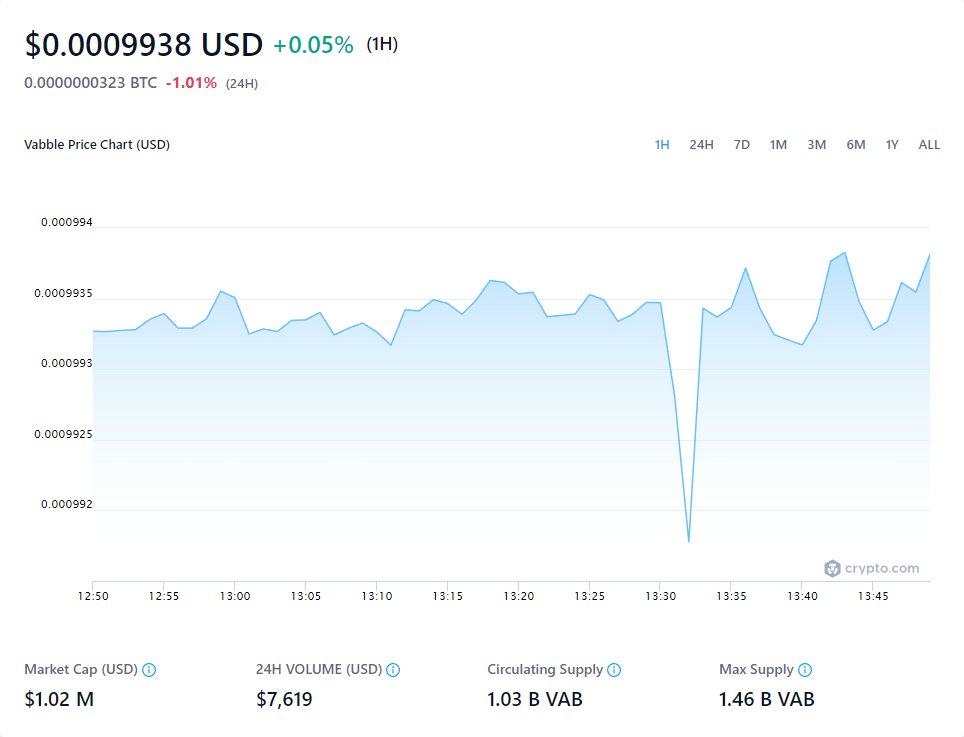 $0.0009938 USD +0.05% (1H)
0.0000000323 BTC -1.01% (24H)
Vabble Price Chart (USD) 1H 24H 7D 1M 3M 6M 1Y ALL
0.000994
0.0009935
0.000993
0.0009925
0.000992
crypto.com
12:50 12:55 13:00 13:05 13:10 13:15 13:20 13:25 13:30 13:35 13:40 13:45
Market Cap (USD) 24H VOLUME (USD) Circulating Supply Max Supply
$1.02 M $7,619 1.03 B VAB 1.46 B VAB